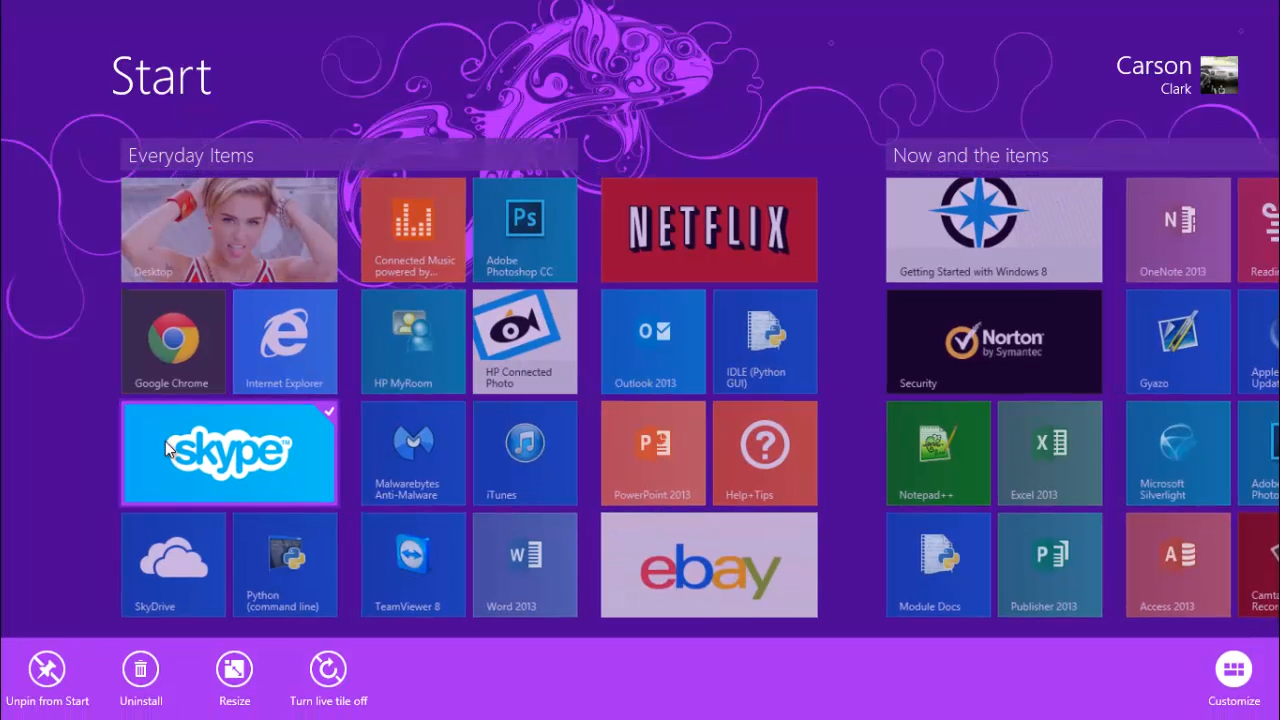 Start
Carson
Clark
Everyday Items
Now and the items
Desktop
Connected Music
powered by...
Ps
Adobe
Photoshop CC
NETFLIX
Getting Started with Windows 8
N
OneNote 2013
Google Chrome
Internet Explorer
HP MyRoom
HP Connected
Photo
Outlook 2013
IDLE (Python
GUI)
Norton
by Symantec
Security
Gyazo
skype™
Malwarebytes
Anti-Malware
iTunes
P
PowerPoint 2013
?
Help+Tips
Notepad++
X
Excel 2013
Microsoft
Silverlight
SkyDrive
Python
(command line)
TeamViewer 8
W
Word 2013
ebay
Module Docs
P
Publisher 2013
A
Access 2013
Unpin from Start
Uninstall
Resize
Turn live tile off
Customize